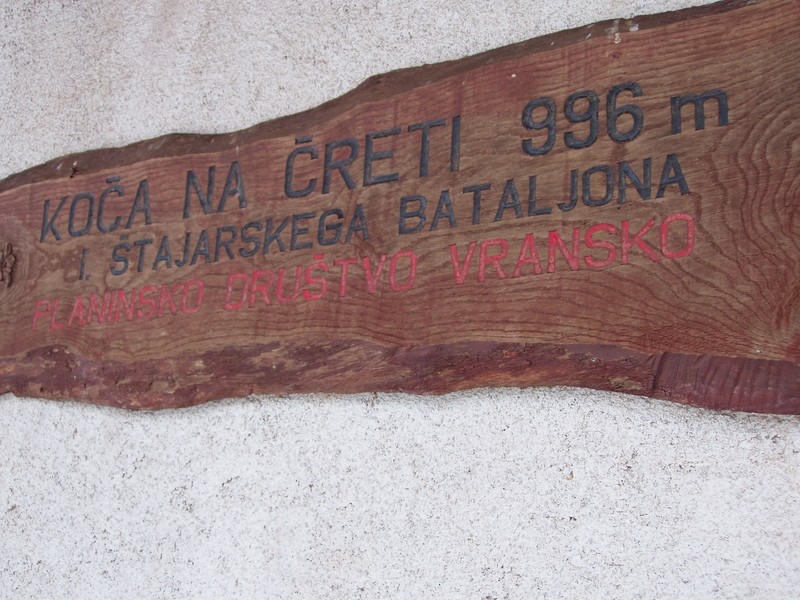 KOČA NA ČRETI 996 m
I. ŠTAJARSKEGA BATALJONA
PLANINSKO DRUŠTVO VRANSKO